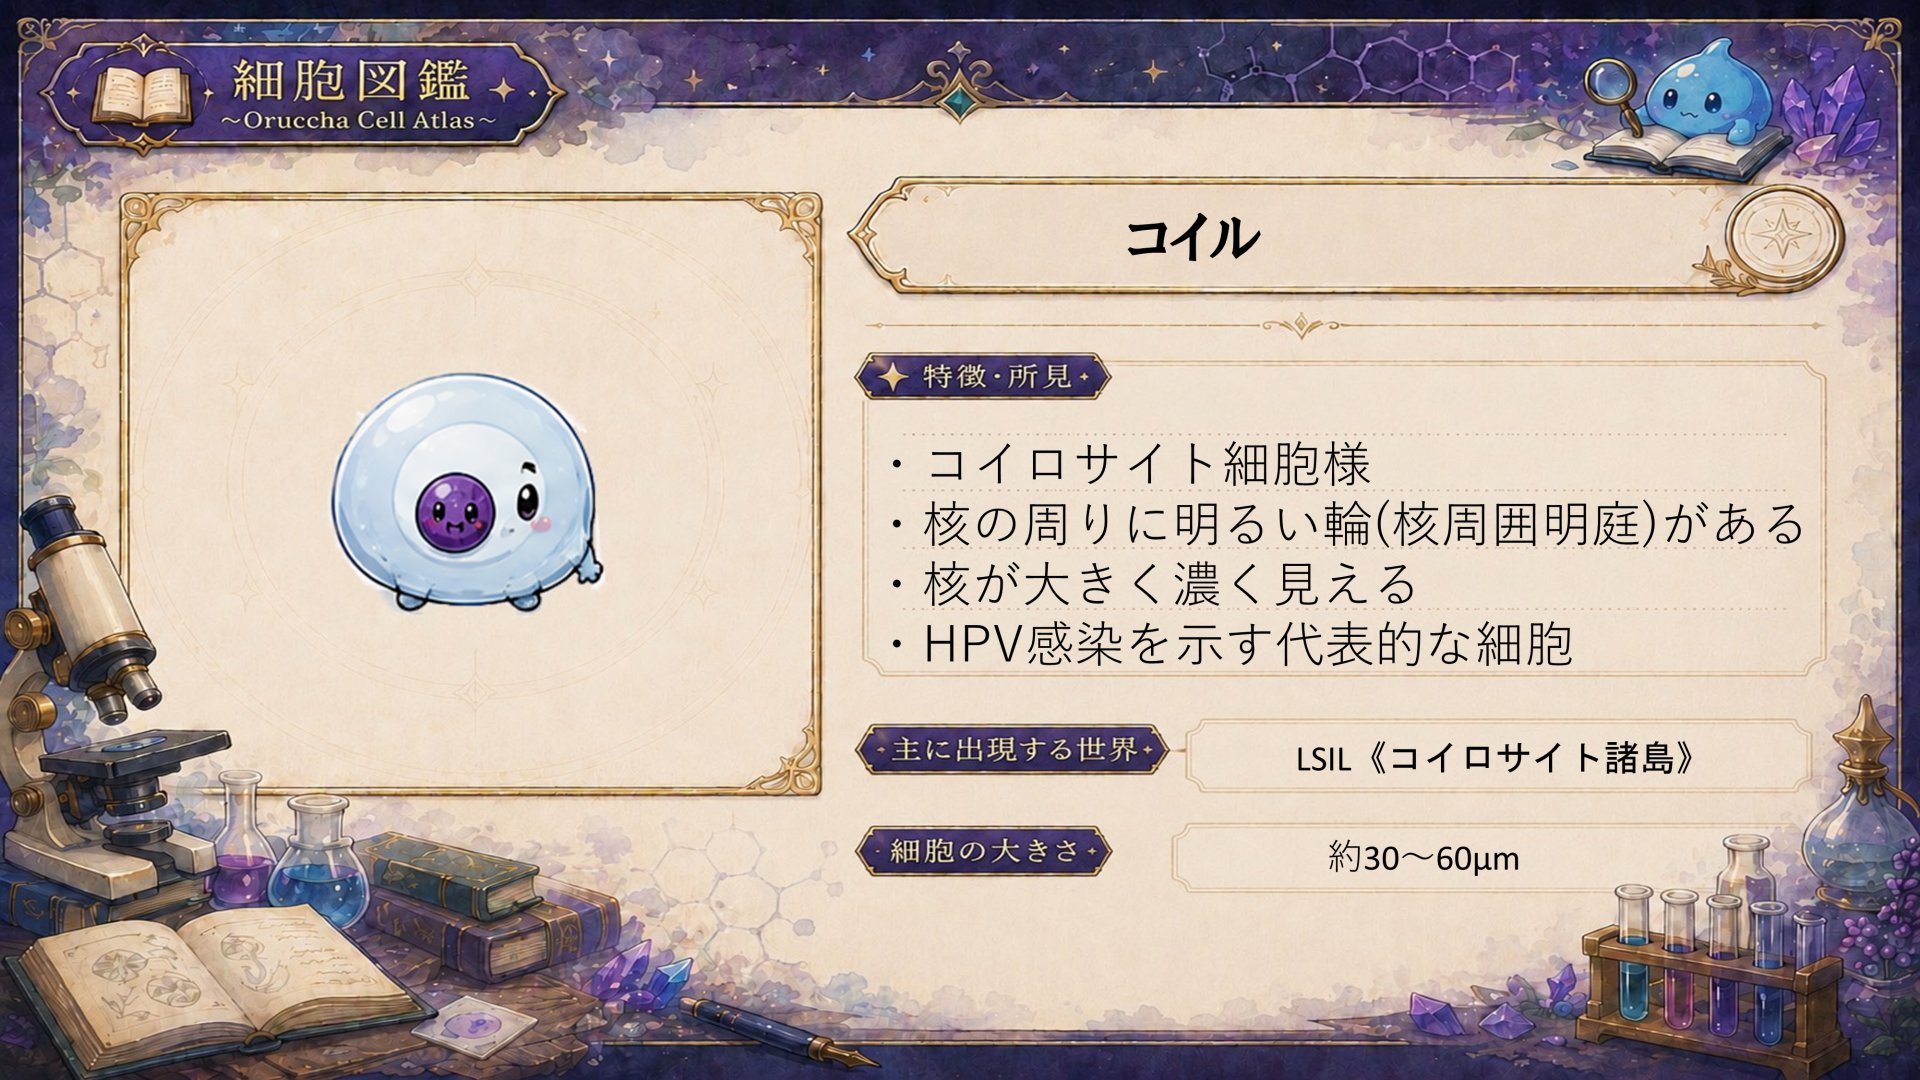 細胞図鑑
～Oruccha Cell Atlas～
コイル
特徴・所見
・コイロサイト細胞様
・核の周りに明るい輪(核周囲明庭)がある
・核が大きく濃く見える
・HPV感染を示す代表的な細胞
主に出現する世界
LSIL《コイロサイト諸島》
細胞の大きさ
約30～60μm